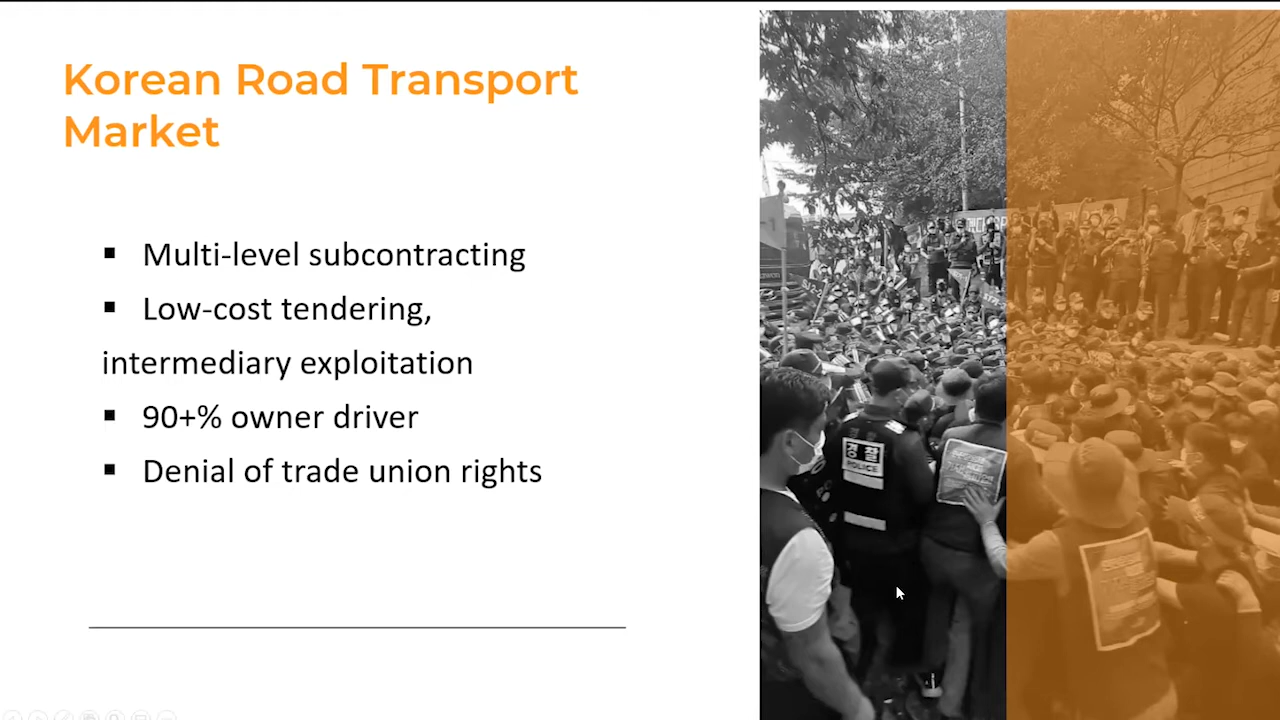 Korean Road Transport
Market
▪ Multi-level subcontracting
▪ Low-cost tendering,
intermediary exploitation
▪ 90+% owner driver
▪ Denial of trade union rights
경찰
POLICE